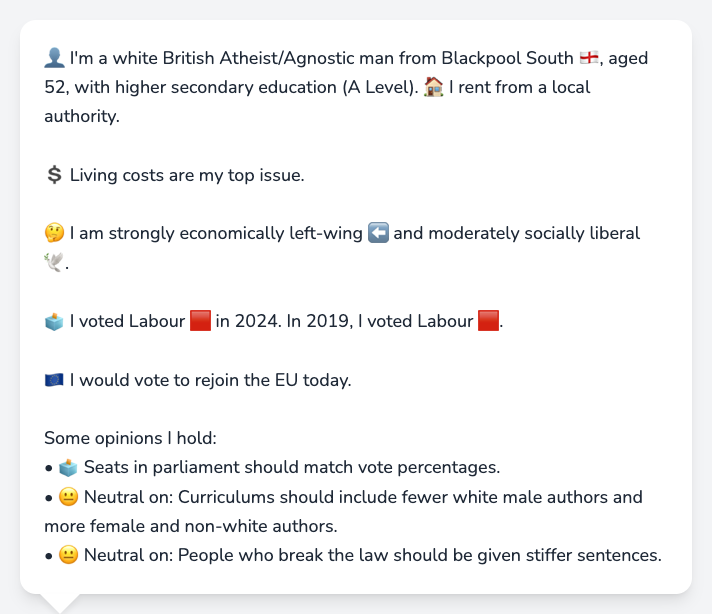 👤 I'm a white British Atheist/Agnostic man from Blackpool South 🏴󠁧󠁢󠁥󠁮󠁧󠁿, aged
52, with higher secondary education (A Level). 🏠 I rent from a local
authority.
💲 Living costs are my top issue.
🤔 I am strongly economically left-wing ⬅️ and moderately socially liberal
🕊️.
🗳️ I voted Labour 🟥 in 2024. In 2019, I voted Labour 🟥.
🇪🇺 I would vote to rejoin the EU today.
Some opinions I hold:
• 🗳️ Seats in parliament should match vote percentages.
• 😐 Neutral on: Curriculums should include fewer white male authors and
more female and non-white authors.
• 😐 Neutral on: People who break the law should be given stiffer sentences.